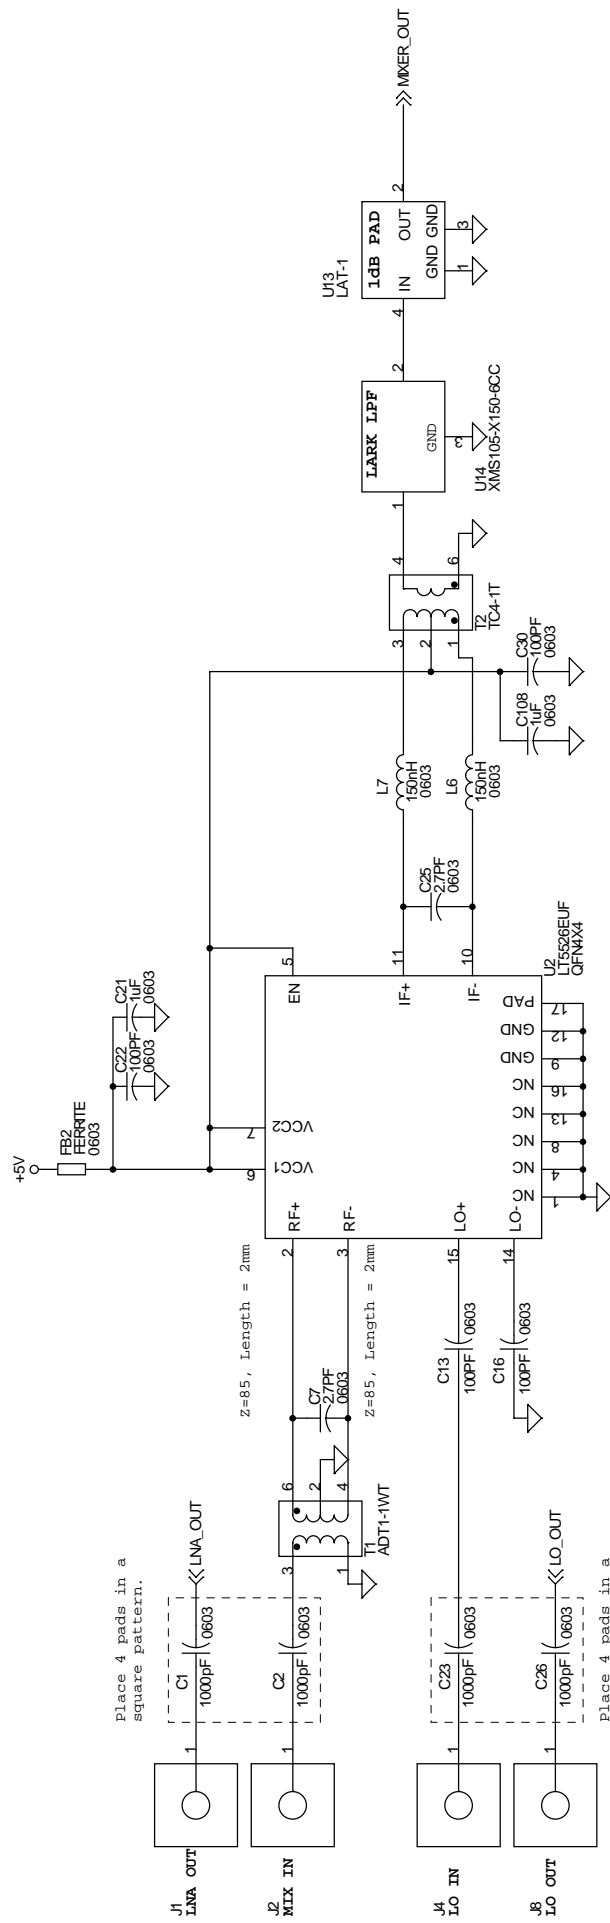 Place 4 pads in a
square pattern.
J1
LNA OUT
1
C1
1000pF
0603
LNA_OUT
J2
MIX IN
1
C2
1000pF
0603
3
1
T1
ADT1-1WT
6
2
4
C7
2.7PF
0603
Z=85, Length = 2mm
Z=85, Length = 2mm
J4
LO IN
1
C23
1000pF
0603
C13
100PF
0603
J8
LO OUT
1
C26
1000pF
0603
LO_OUT
Place 4 pads in a
C16
100PF
0603
+5V
FB2
FERRITE
0603
C22
100PF
0603
C21
1uF
0603
2
RF+
3
RF-
15
LO+
14
LO-
6
VCC1
7
VCC2
5
EN
11
IF+
10
IF-
NC
1
NC
4
NC
8
NC
13
NC
16
GND
9
GND
12
PAD
17
U2
LT5526EUF
QFN4X4
C25
2.7PF
0603
L7
150nH
0603
L6
150nH
0603
C108
1uF
0603
C30
100PF
0603
3
2
1
T2
TC4-1T
4
6
1
LARK LPF
GND
3
2
U14
XMS105-X150-6CC
U13
LAT-1
4
1dB PAD
IN
OUT
GND
GND
1
3
2
MIXER_OUT